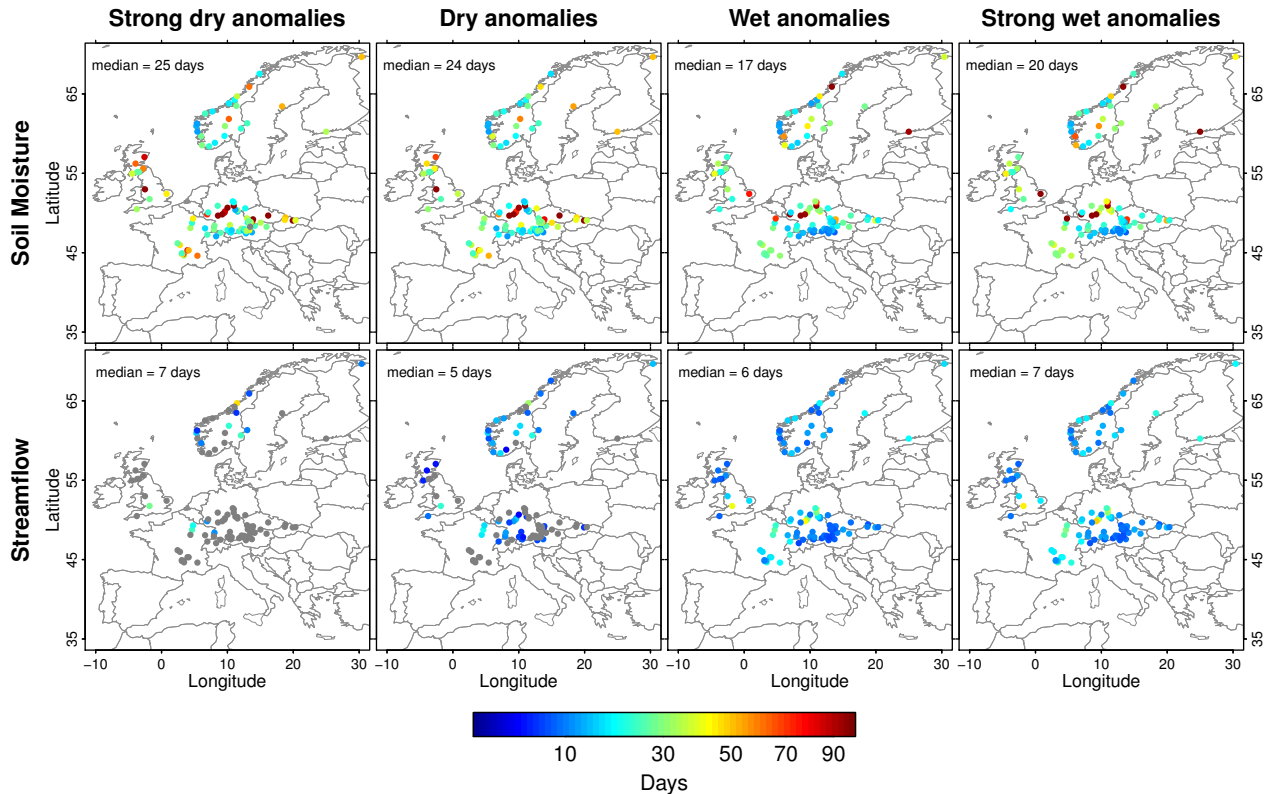 Strong dry anomalies
Dry anomalies
Wet anomalies
Strong wet anomalies
Soil Moisture
Latitude
35 45 55 65
median = 25 days
median = 24 days
median = 17 days
median = 20 days
35 45 55 65
Streamflow
Latitude
35 45 55 65
median = 7 days
median = 5 days
median = 6 days
median = 7 days
35 45 55 65
−10 0 10 20 30
−10 0 10 20 30
−10 0 10 20 30
−10 0 10 20 30
Longitude
Longitude
Longitude
Longitude
10 30 50 70 90
Days